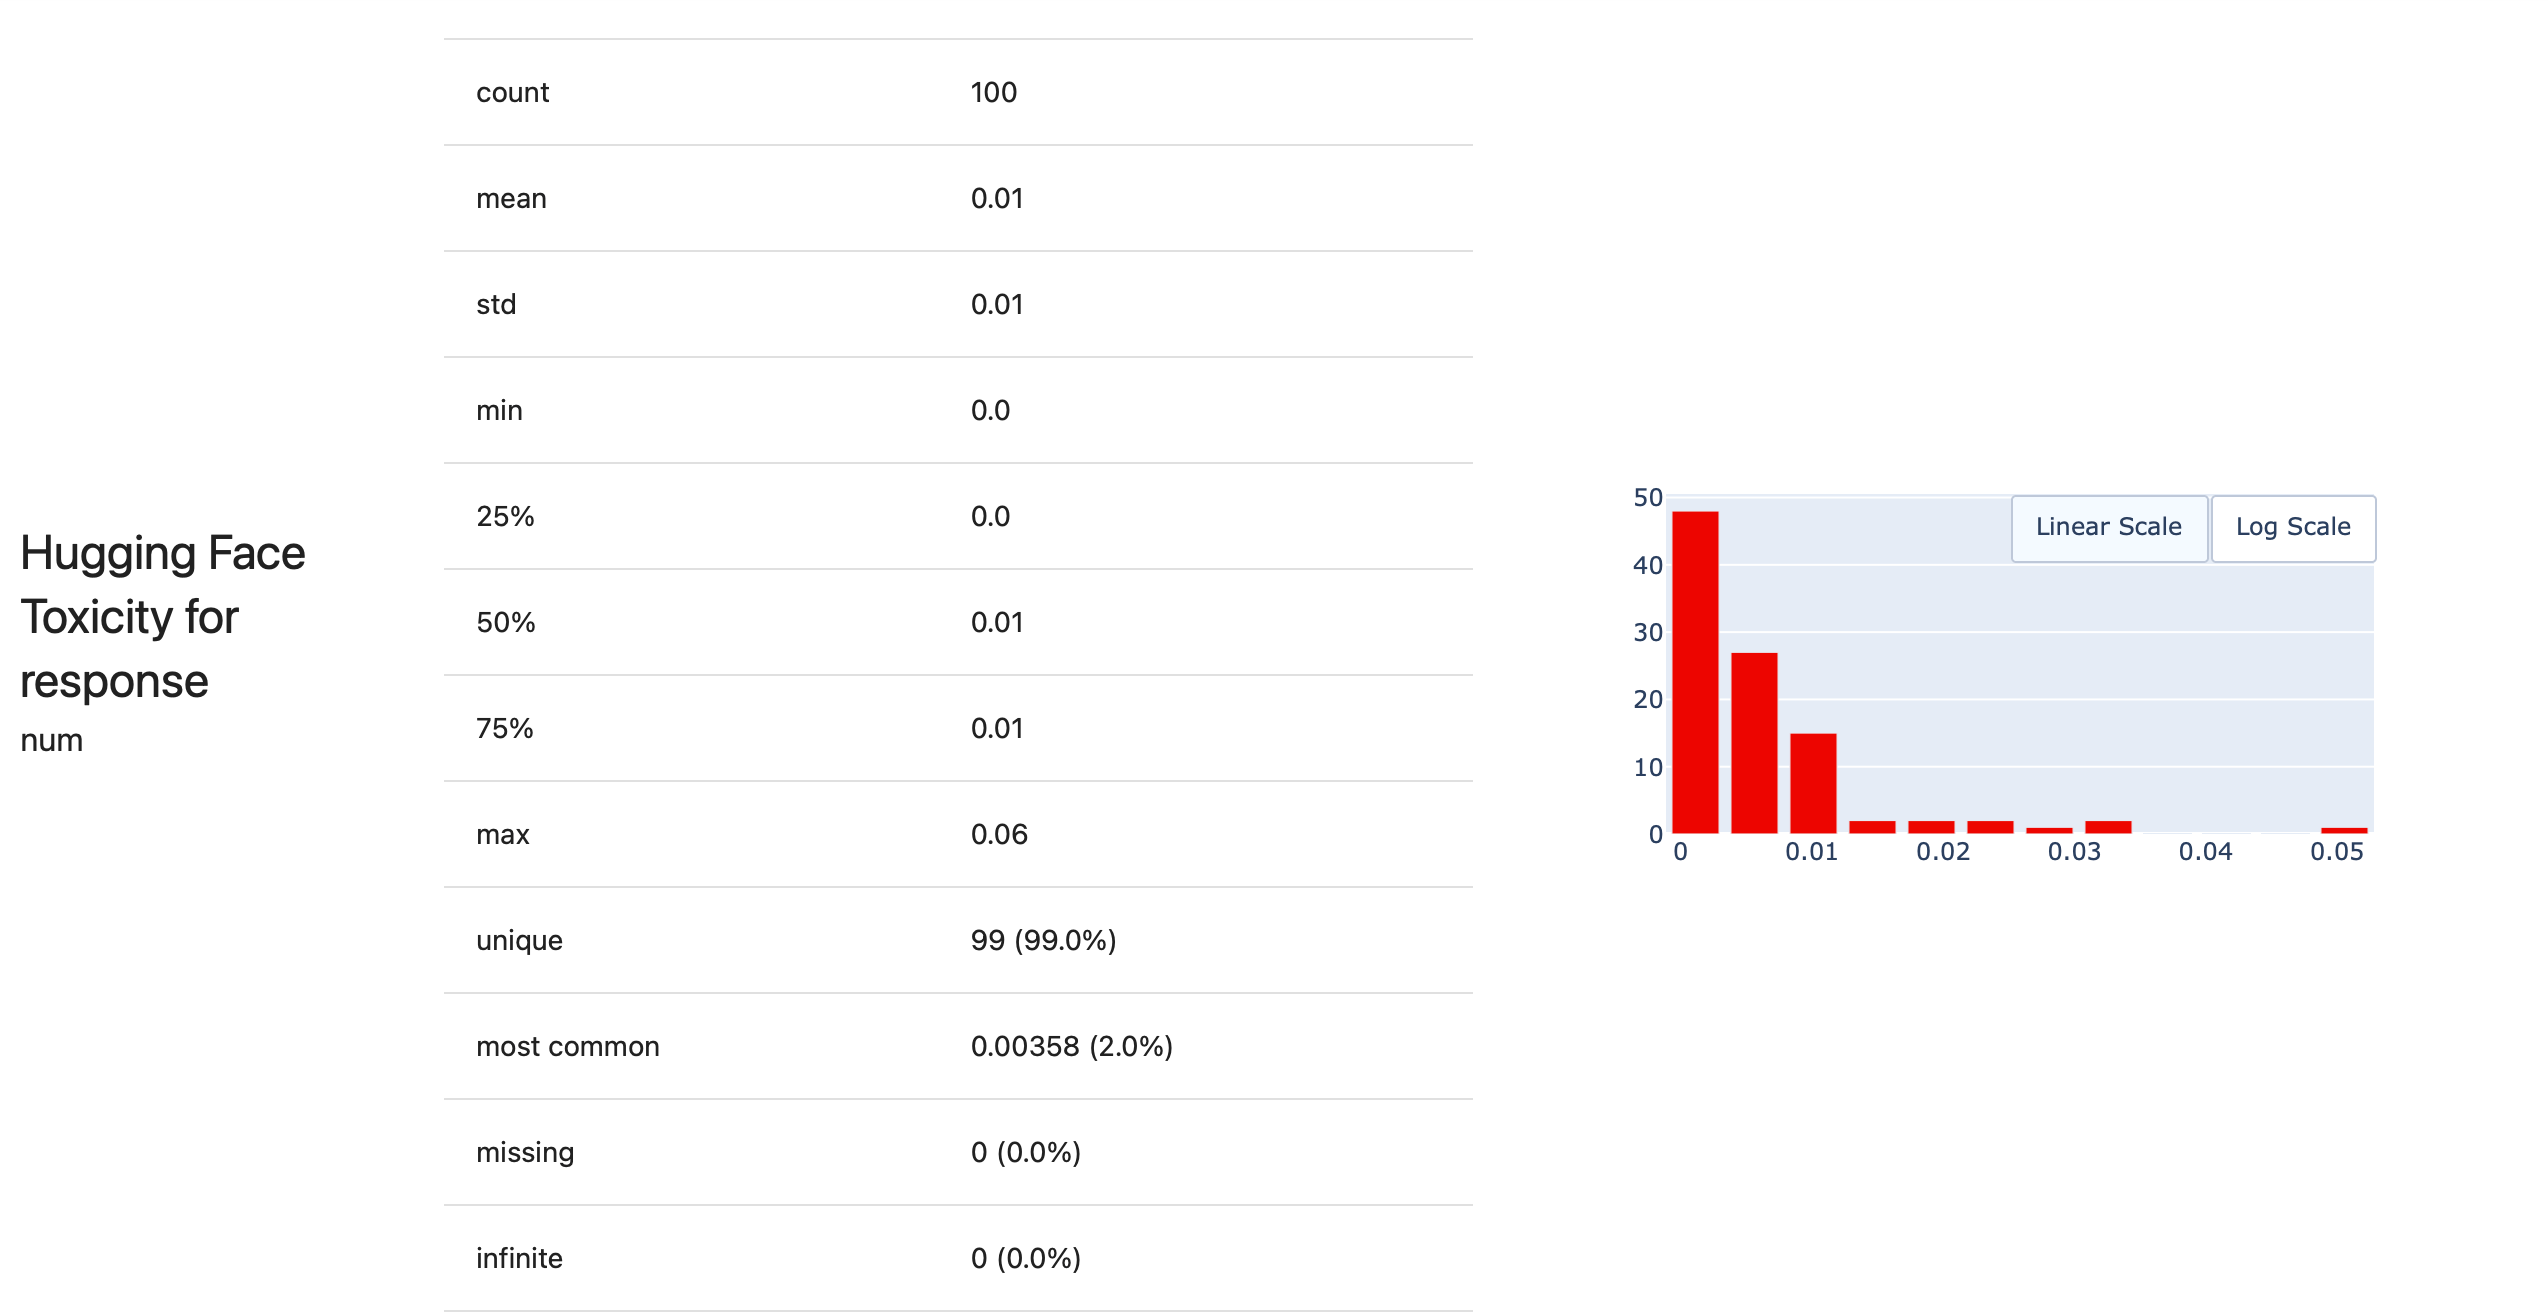 Hugging Face
Toxicity for
response
num
count 100
mean 0.01
std 0.01
min 0.0
25% 0.0
50% 0.01
75% 0.01
max 0.06
unique 99 (99.0%)
most common 0.00358 (2.0%)
missing 0 (0.0%)
infinite 0 (0.0%)
Linear Scale Log Scale
50
40
30
20
10
0
0 0.01 0.02 0.03 0.04 0.05